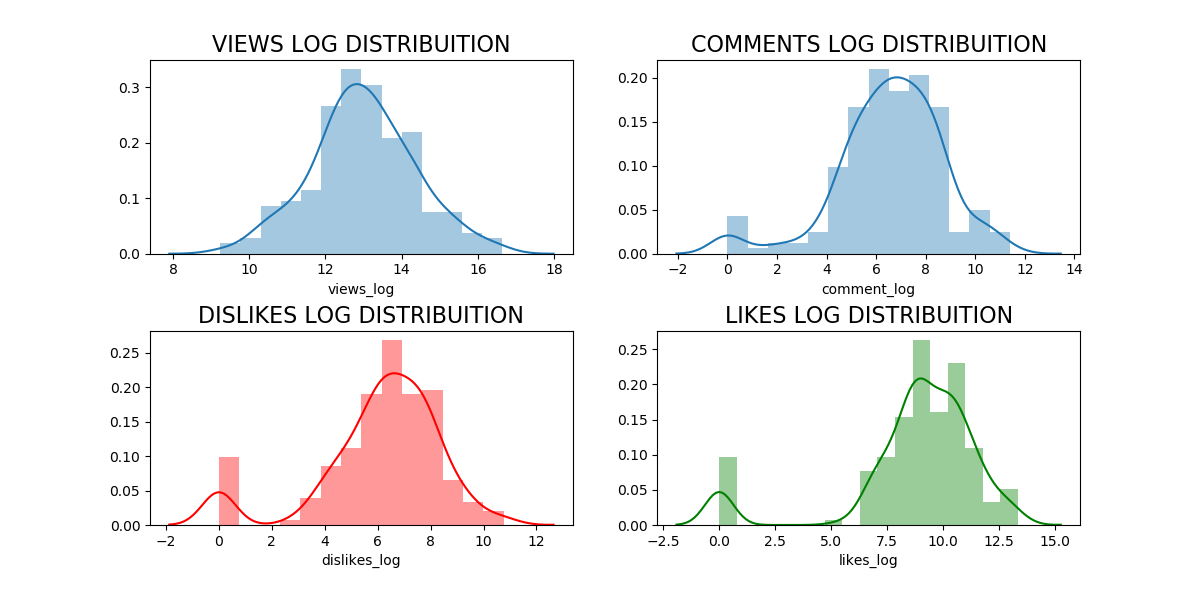 VIEWS LOG DISTRIBUITION
0.3
0.2
0.1
0.0
8 10 12 14 16 18
views_log
COMMENTS LOG DISTRIBUITION
0.20
0.15
0.10
0.05
0.00
−2 0 2 4 6 8 10 12 14
comment_log
DISLIKES LOG DISTRIBUITION
0.25
0.20
0.15
0.10
0.05
0.00
−2 0 2 4 6 8 10 12
dislikes_log
LIKES LOG DISTRIBUITION
0.25
0.20
0.15
0.10
0.05
0.00
−2.5 0.0 2.5 5.0 7.5 10.0 12.5 15.0
likes_log